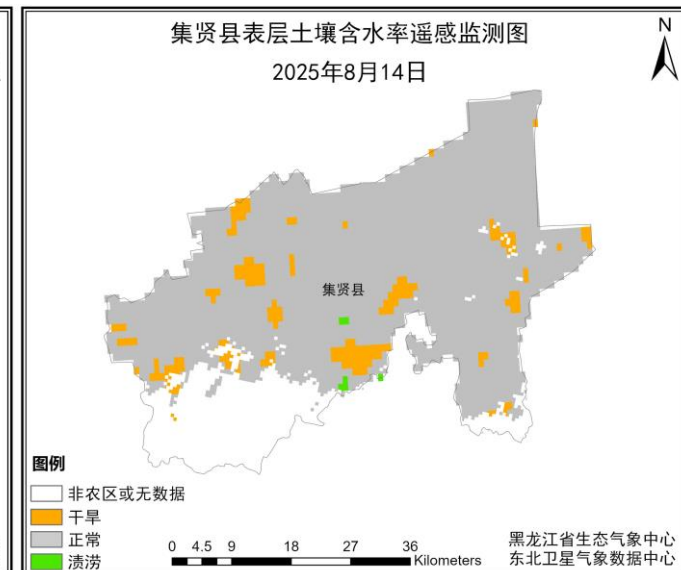 集贤县表层土壤含水率遥感监测图
2025年8月14日
N
集贤县
图例
非农区或无数据
干旱
正常
渍涝
0 4.5 9 18 27 36
Kilometers
黑龙江省生态气象中心
东北卫星气象数据中心